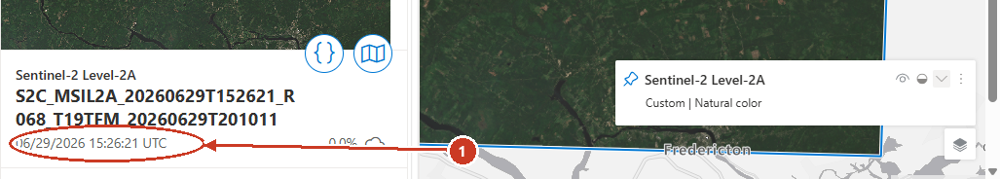 {}
Sentinel-2 Level-2A
S2C_MSIL2A_20260629T152621_R
068_T19TFM_20260629T201011
06/29/2026 15:26:21 UTC
0.0%
1
Sentinel-2 Level-2A
Custom | Natural color
Fredericton